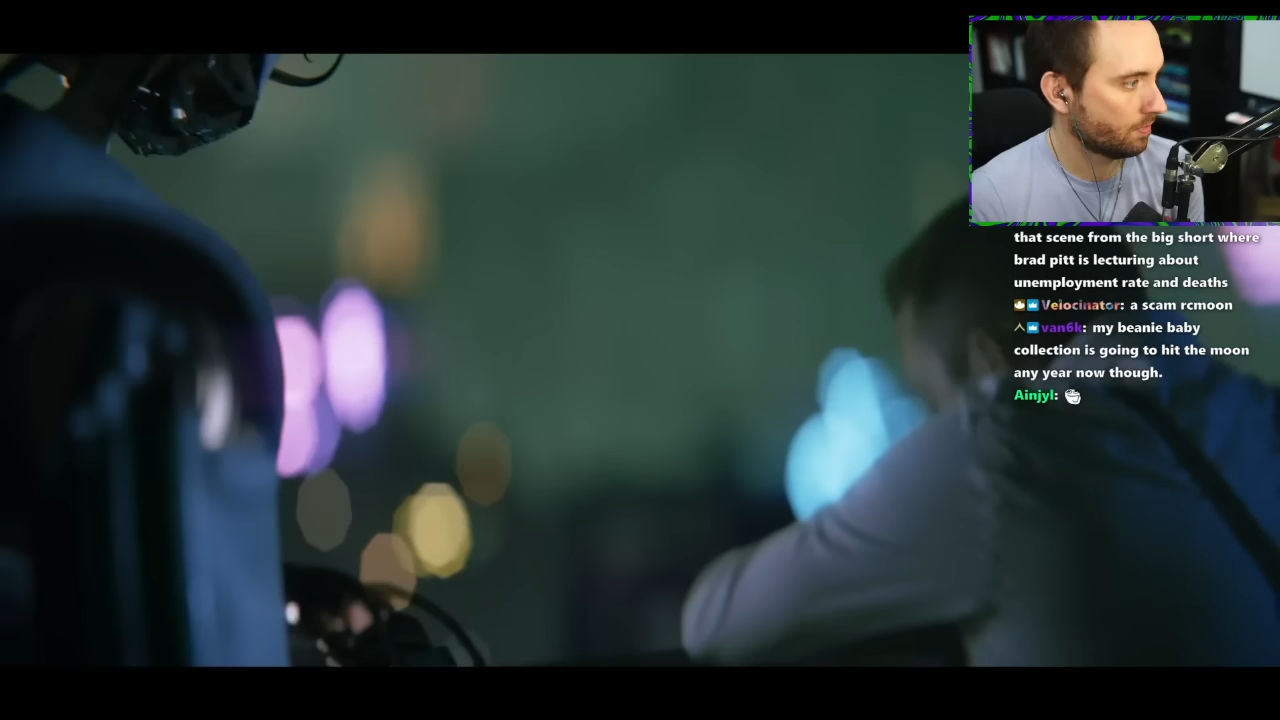 that scene from the big short where
brad pitt is lecturing about
unemployment rate and deaths
Velocinator: a scam rcmoon
van6k: my beanie baby
collection is going to hit the moon
any year now though.
Ainjyl: